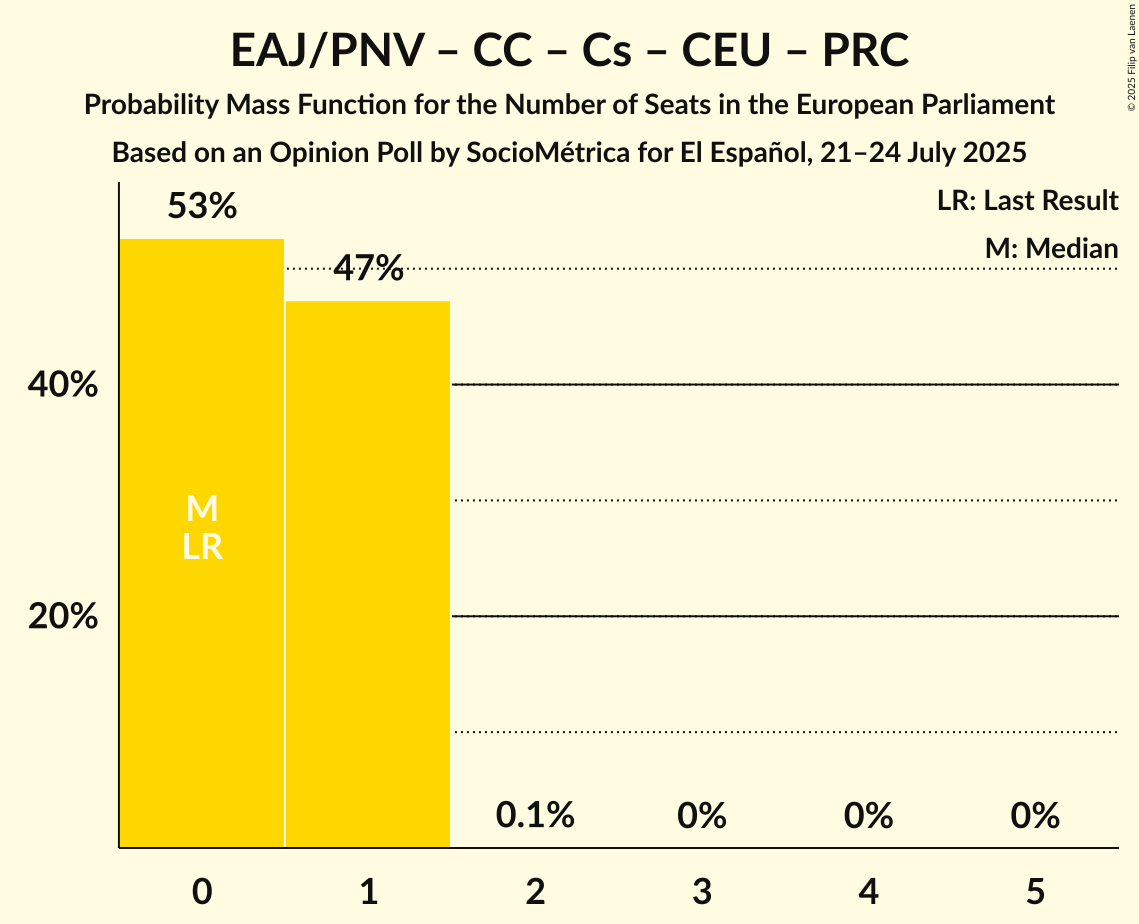 EAJ/PNV – CC – Cs – CEU – PRC
Probability Mass Function for the Number of Seats in the European Parliament
Based on an Opinion Poll by SocioMétrica for El Español, 21–24 July 2025
© 2025 Filip van Laenen
LR: Last Result
M: Median
53%
47%
40%
M
LR
20%
0.1%
0%
0%
0%
0
1
2
3
4
5